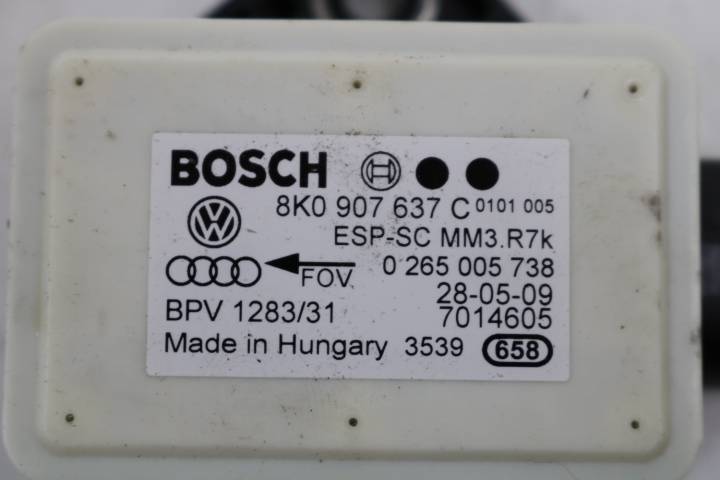 BOSCH
8K0 907 637 C 0101 005
ESP-SC MM3.R7k
FOV 0 265 005 738
28-05-09
BPV 1283/31 7014605
Made in Hungary 3539 658